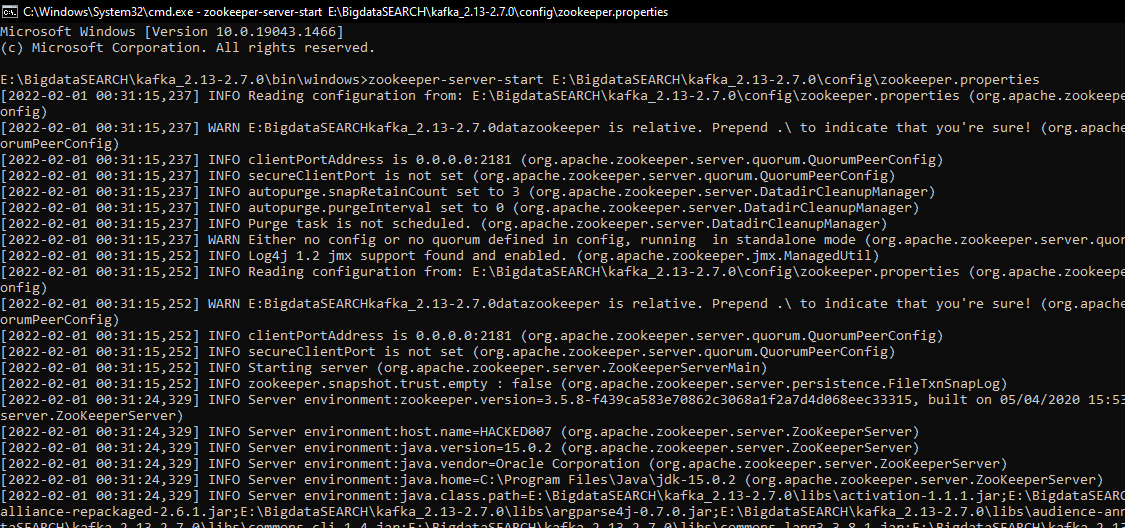 C:\Windows\System32\cmd.exe - zookeeper-server-start E:\BigdataSEARCH\kafka_2.13-2.7.0\config\zookeeper.properties
Microsoft Windows [Version 10.0.19043.1466]
(c) Microsoft Corporation. All rights reserved.
E:\BigdataSEARCH\kafka_2.13-2.7.0\bin\windows>zookeeper-server-start E:\BigdataSEARCH\kafka_2.13-2.7.0\config\zookeeper.properties
[2022-02-01 00:31:15,237] INFO Reading configuration from: E:\BigdataSEARCH\kafka_2.13-2.7.0\config\zookeeper.properties (org.apache.zookeepe
onfig)
[2022-02-01 00:31:15,237] WARN E:BigdataSEARCHkafka_2.13-2.7.0datazookeeper is relative. Prepend .\ to indicate that you're sure! (org.apache
orumPeerConfig)
[2022-02-01 00:31:15,237] INFO clientPortAddress is 0.0.0.0:2181 (org.apache.zookeeper.server.quorum.QuorumPeerConfig)
[2022-02-01 00:31:15,237] INFO secureClientPort is not set (org.apache.zookeeper.server.quorum.QuorumPeerConfig)
[2022-02-01 00:31:15,237] INFO autopurge.snapRetainCount set to 3 (org.apache.zookeeper.server.DatadirCleanupManager)
[2022-02-01 00:31:15,237] INFO autopurge.purgeInterval set to 0 (org.apache.zookeeper.server.DatadirCleanupManager)
[2022-02-01 00:31:15,237] INFO Purge task is not scheduled. (org.apache.zookeeper.server.DatadirCleanupManager)
[2022-02-01 00:31:15,237] WARN Either no config or no quorum defined in config, running  in standalone mode (org.apache.zookeeper.server.quo
[2022-02-01 00:31:15,252] INFO Log4j 1.2 jmx support found and enabled. (org.apache.zookeeper.jmx.ManagedUtil)
[2022-02-01 00:31:15,252] INFO Reading configuration from: E:\BigdataSEARCH\kafka_2.13-2.7.0\config\zookeeper.properties (org.apache.zookeepe
onfig)
[2022-02-01 00:31:15,252] WARN E:BigdataSEARCHkafka_2.13-2.7.0datazookeeper is relative. Prepend .\ to indicate that you're sure! (org.apache
orumPeerConfig)
[2022-02-01 00:31:15,252] INFO clientPortAddress is 0.0.0.0:2181 (org.apache.zookeeper.server.quorum.QuorumPeerConfig)
[2022-02-01 00:31:15,252] INFO secureClientPort is not set (org.apache.zookeeper.server.quorum.QuorumPeerConfig)
[2022-02-01 00:31:15,252] INFO Starting server (org.apache.zookeeper.server.ZooKeeperServerMain)
[2022-02-01 00:31:15,252] INFO zookeeper.snapshot.trust.empty : false (org.apache.zookeeper.server.persistence.FileTxnSnapLog)
[2022-02-01 00:31:24,329] INFO Server environment:zookeeper.version=3.5.8-f439ca583e70862c3068a1f2a7d4d068eec33315, built on 05/04/2020 15:53
server.ZooKeeperServer)
[2022-02-01 00:31:24,329] INFO Server environment:host.name=HACKED007 (org.apache.zookeeper.server.ZooKeeperServer)
[2022-02-01 00:31:24,329] INFO Server environment:java.version=15.0.2 (org.apache.zookeeper.server.ZooKeeperServer)
[2022-02-01 00:31:24,329] INFO Server environment:java.vendor=Oracle Corporation (org.apache.zookeeper.server.ZooKeeperServer)
[2022-02-01 00:31:24,329] INFO Server environment:java.home=C:\Program Files\Java\jdk-15.0.2 (org.apache.zookeeper.server.ZooKeeperServer)
[2022-02-01 00:31:24,329] INFO Server environment:java.class.path=E:\BigdataSEARCH\kafka_2.13-2.7.0\libs\activation-1.1.1.jar;E:\BigdataSEARC
alliance-repackaged-2.6.1.jar;E:\BigdataSEARCH\kafka_2.13-2.7.0\libs\argparse4j-0.7.0.jar;E:\BigdataSEARCH\kafka_2.13-2.7.0\libs\audience-ann